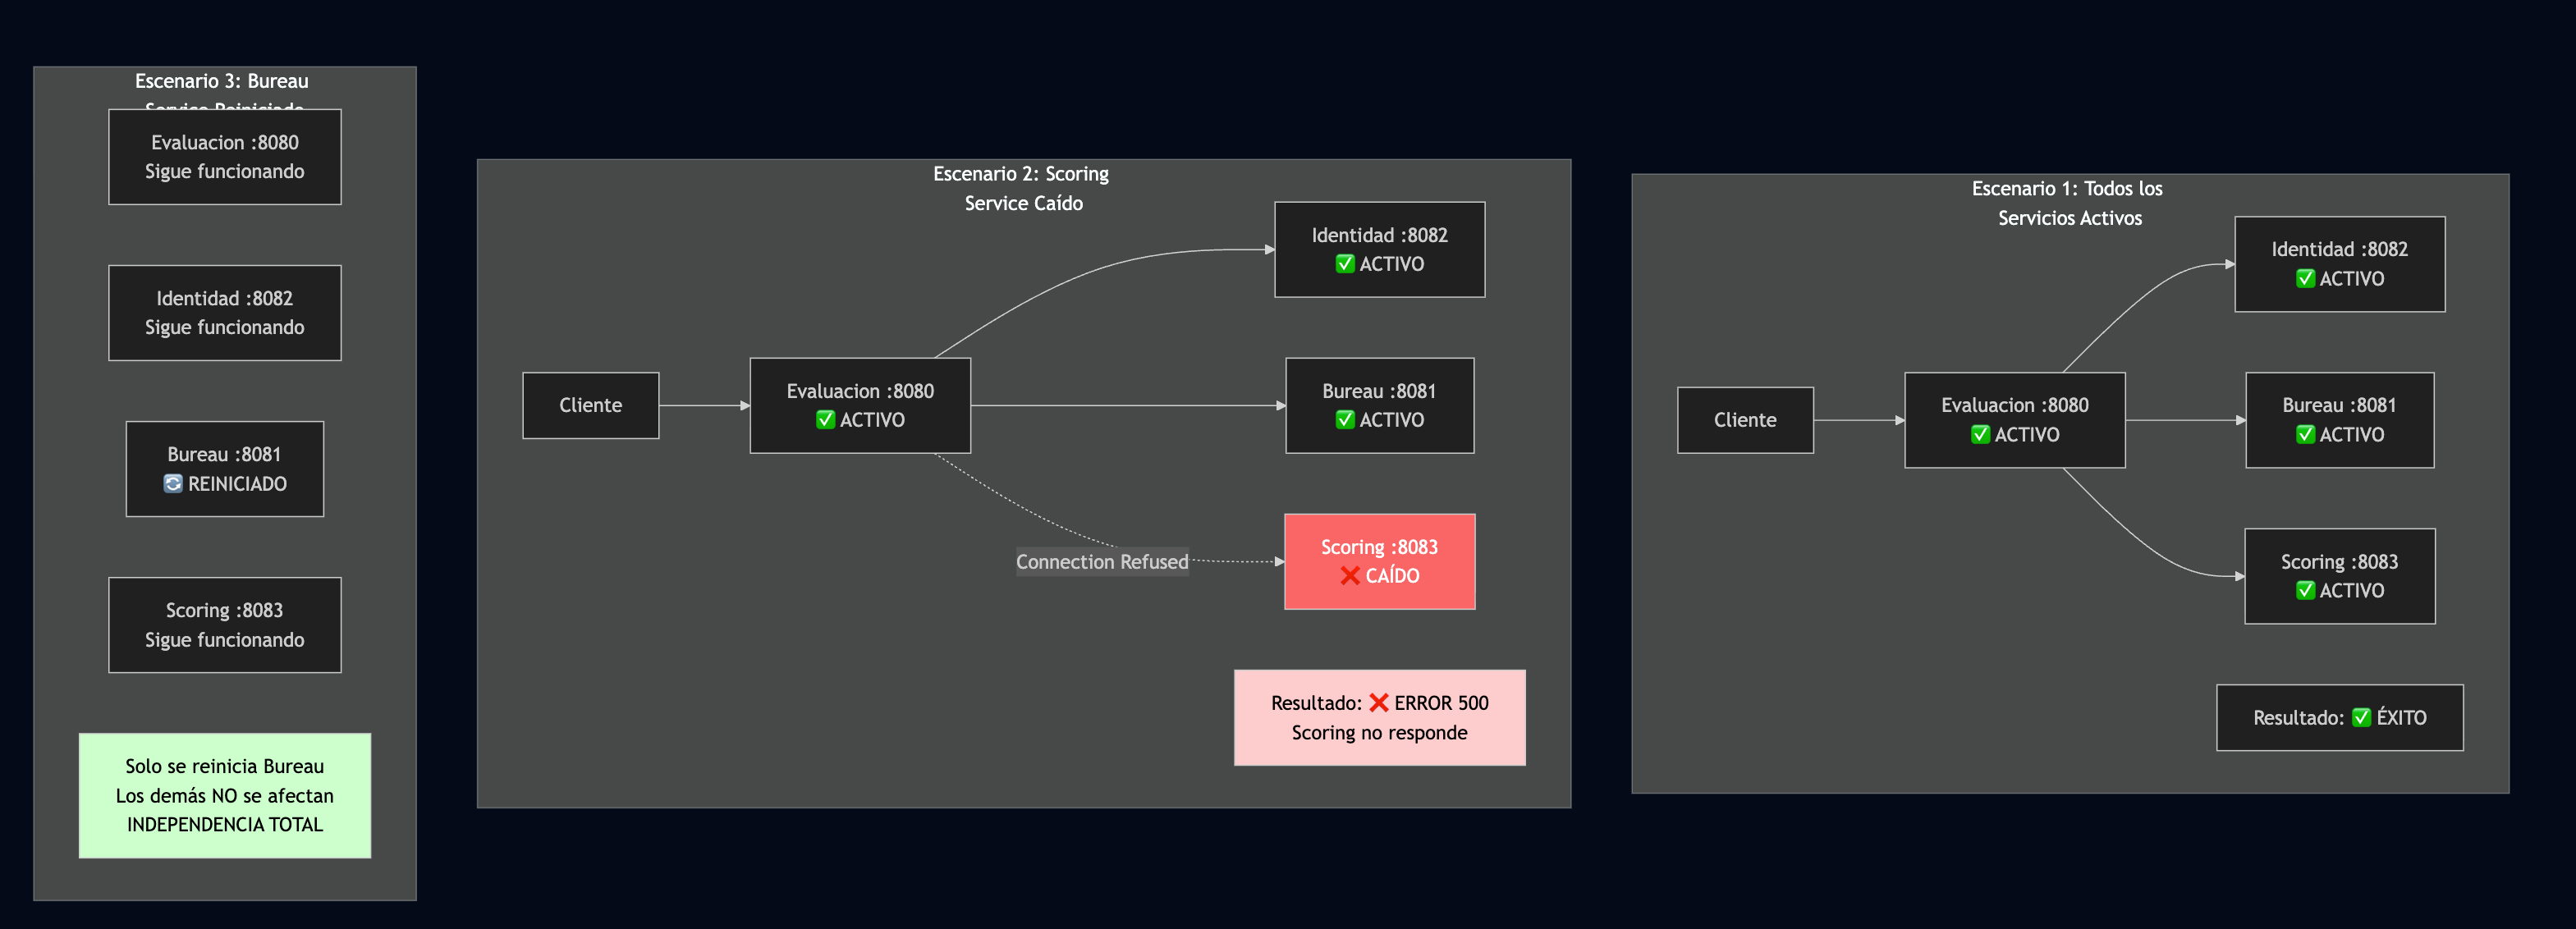 Escenario 3: Bureau
Service Reiniciado
Evaluacion :8080
Sigue funcionando
Identidad :8082
Sigue funcionando
Bureau :8081
🔄 REINICIADO
Scoring :8083
Sigue funcionando
Solo se reinicia Bureau
Los demás NO se afectan
INDEPENDENCIA TOTAL
Escenario 2: Scoring
Service Caído
Identidad :8082
✅ ACTIVO
Cliente
Evaluacion :8080
✅ ACTIVO
Bureau :8081
✅ ACTIVO
Connection Refused
Scoring :8083
❌ CAÍDO
Resultado: ❌ ERROR 500
Scoring no responde
Escenario 1: Todos los
Servicios Activos
Identidad :8082
✅ ACTIVO
Cliente
Evaluacion :8080
✅ ACTIVO
Bureau :8081
✅ ACTIVO
Scoring :8083
✅ ACTIVO
Resultado: ✅ ÉXITO